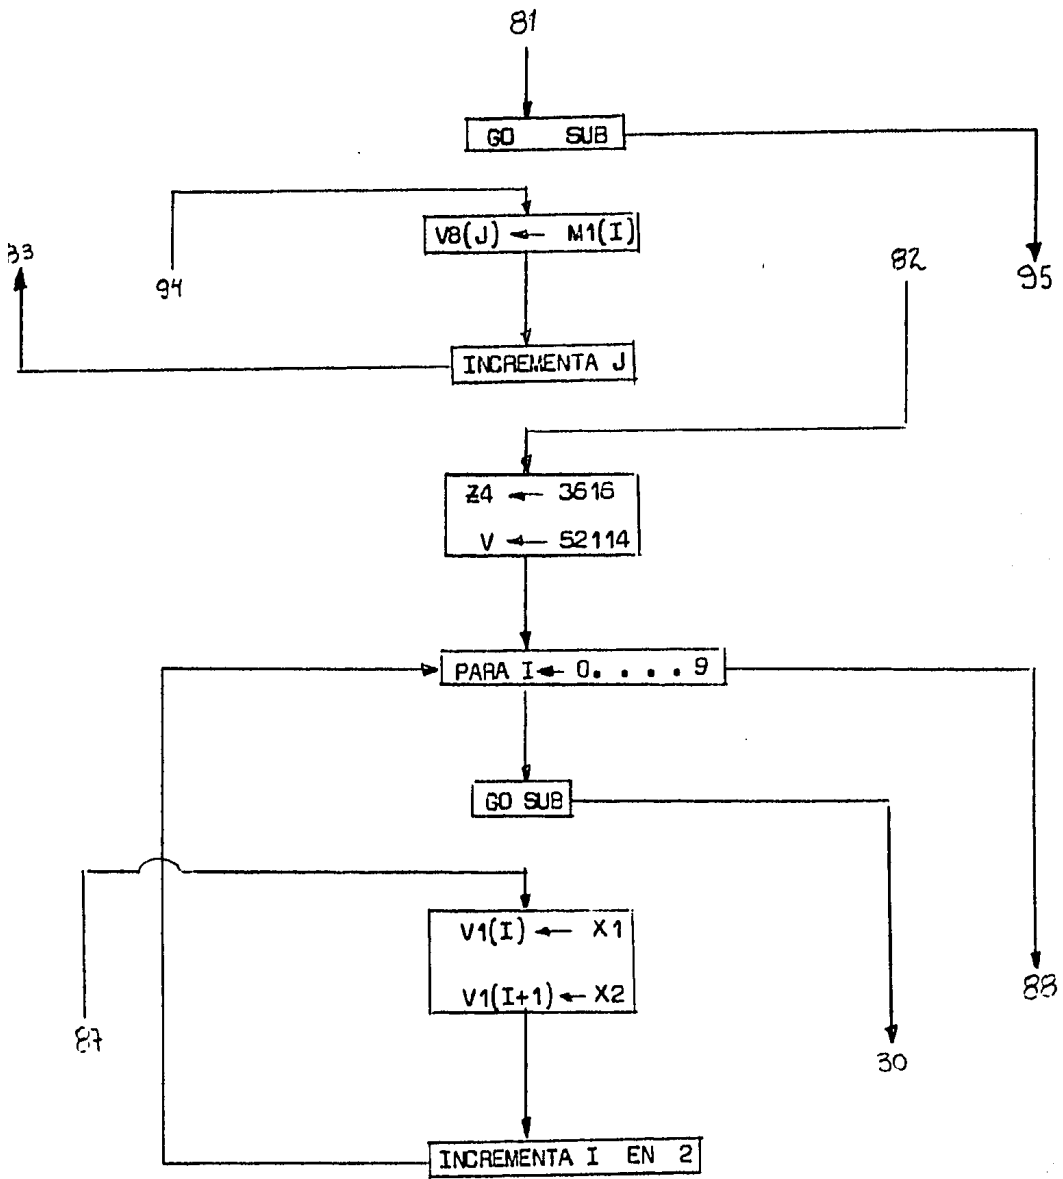 81
GO SUB
V8(J) ← M1(I)
83
94
82
95
INCREMENTA J
Z4 ← 3616
V ← 52114
PARA I ← 0. . . . 9
GO SUB
V1(I) ← X1
V1(I+1) ← X2
87
88
30
INCREMENTA I EN 2